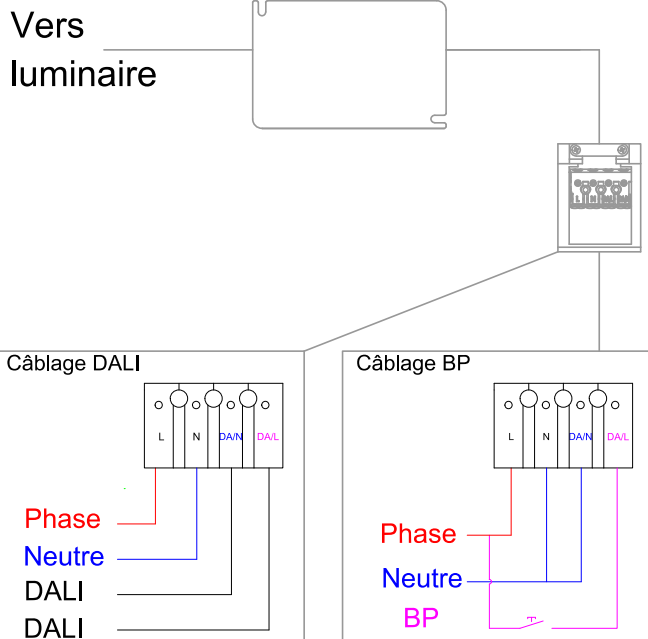 Vers
luminaire
L N
Câblage DALI
L N DA/N DA/L
Phase
Neutre
DALI
DALI
Câblage BP
L N DA/N DA/L
Phase
Neutre
BP